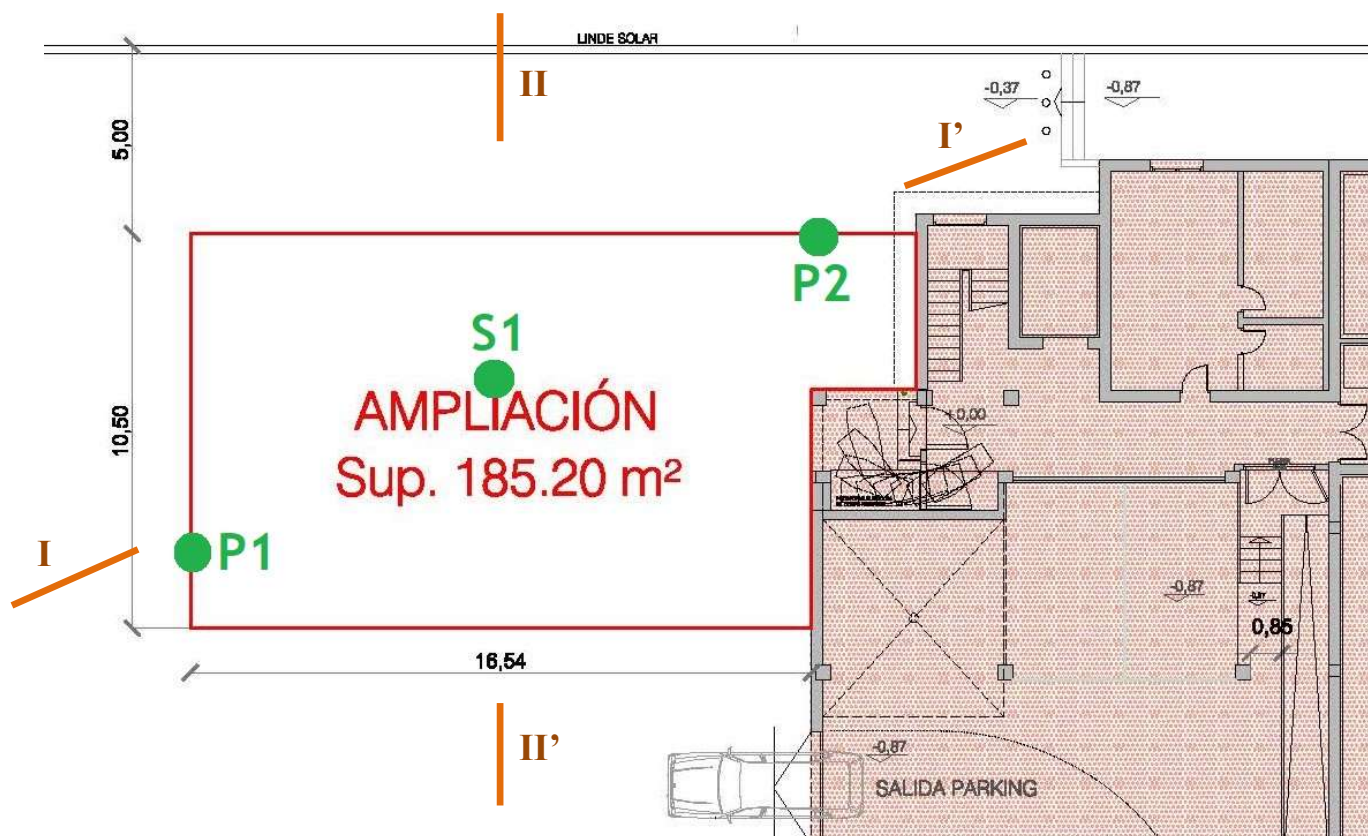 LINDE SOLAR
II
-0,37
-0,87
I’
5,00
P2
S1
AMPLIACIÓN
Sup. 185.20 m²
10,50
+0,00
I
P1
-0,87
0,85
16,54
II’
-0,87
SALIDA PARKING